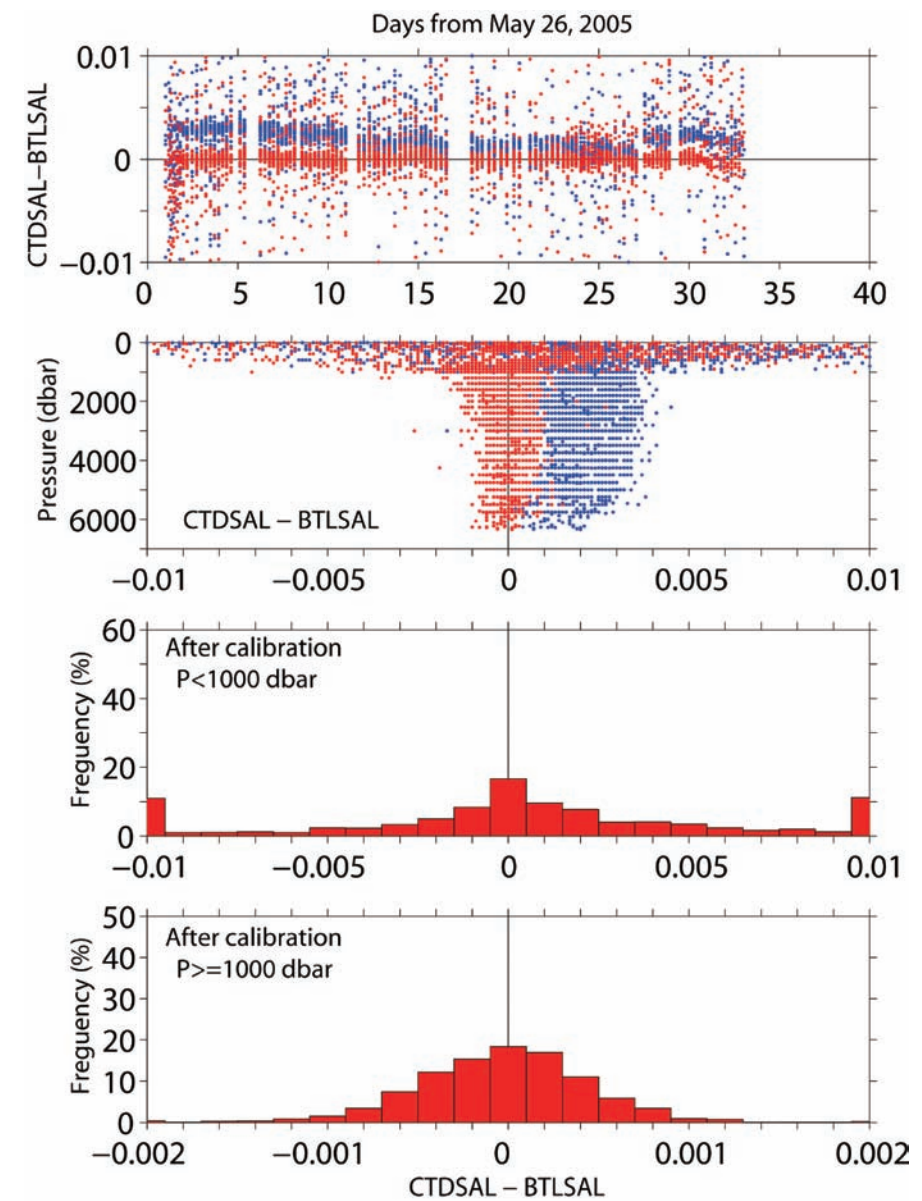 Days from May 26, 2005
CTDSAL−BTLSAL
0.01
0
−0.01
0 5 10 15 20 25 30 35 40
Pressure (dbar)
0
2000
4000
6000
CTDSAL − BTLSAL
−0.01 −0.005 0 0.005 0.01
Freguency (%)
60
40
20
0
After calibration
P<1000 dbar
−0.01 −0.005 0 0.005 0.01
Freguency (%)
50
40
30
20
10
0
After calibration
P>=1000 dbar
−0.002 −0.001 0 0.001 0.002
CTDSAL − BTLSAL